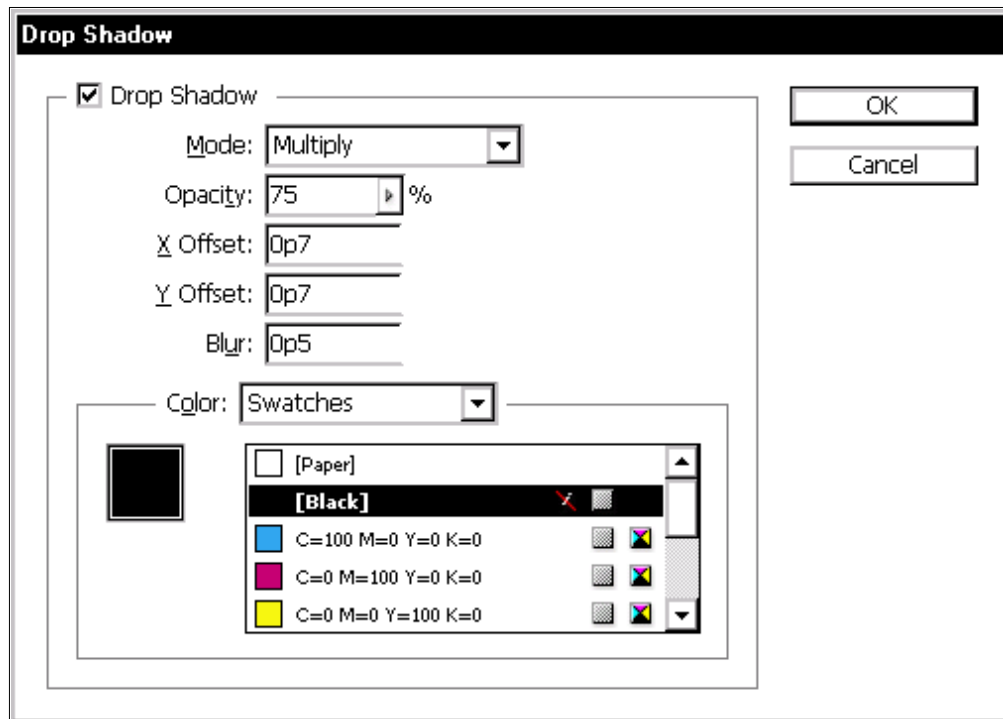 Drop Shadow
Drop Shadow
OK
Mode: Multiply
Cancel
Opacity: 75 %
X Offset: 0p7
Y Offset: 0p7
Blur: 0p5
Color: Swatches
[Paper]
[Black]
C=100 M=0 Y=0 K=0
C=0 M=100 Y=0 K=0
C=0 M=0 Y=100 K=0